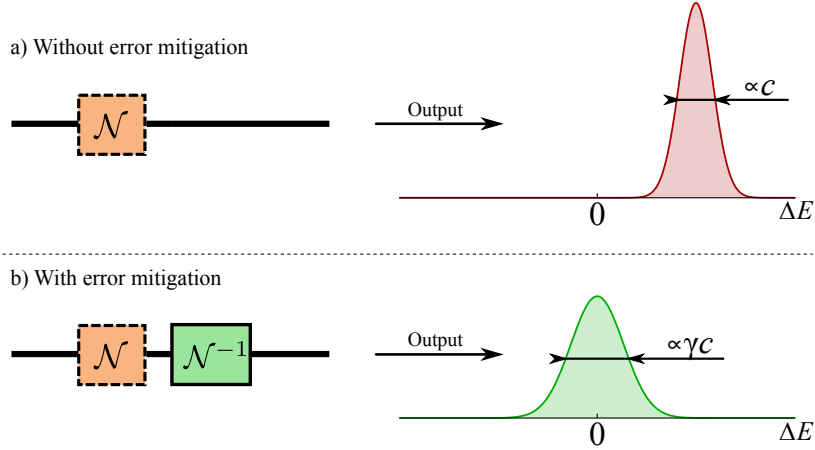 a) Without error mitigation
𝒩
Output
∝c
0
ΔE
b) With error mitigation
𝒩
𝒩⁻¹
Output
∝γc
0
ΔE